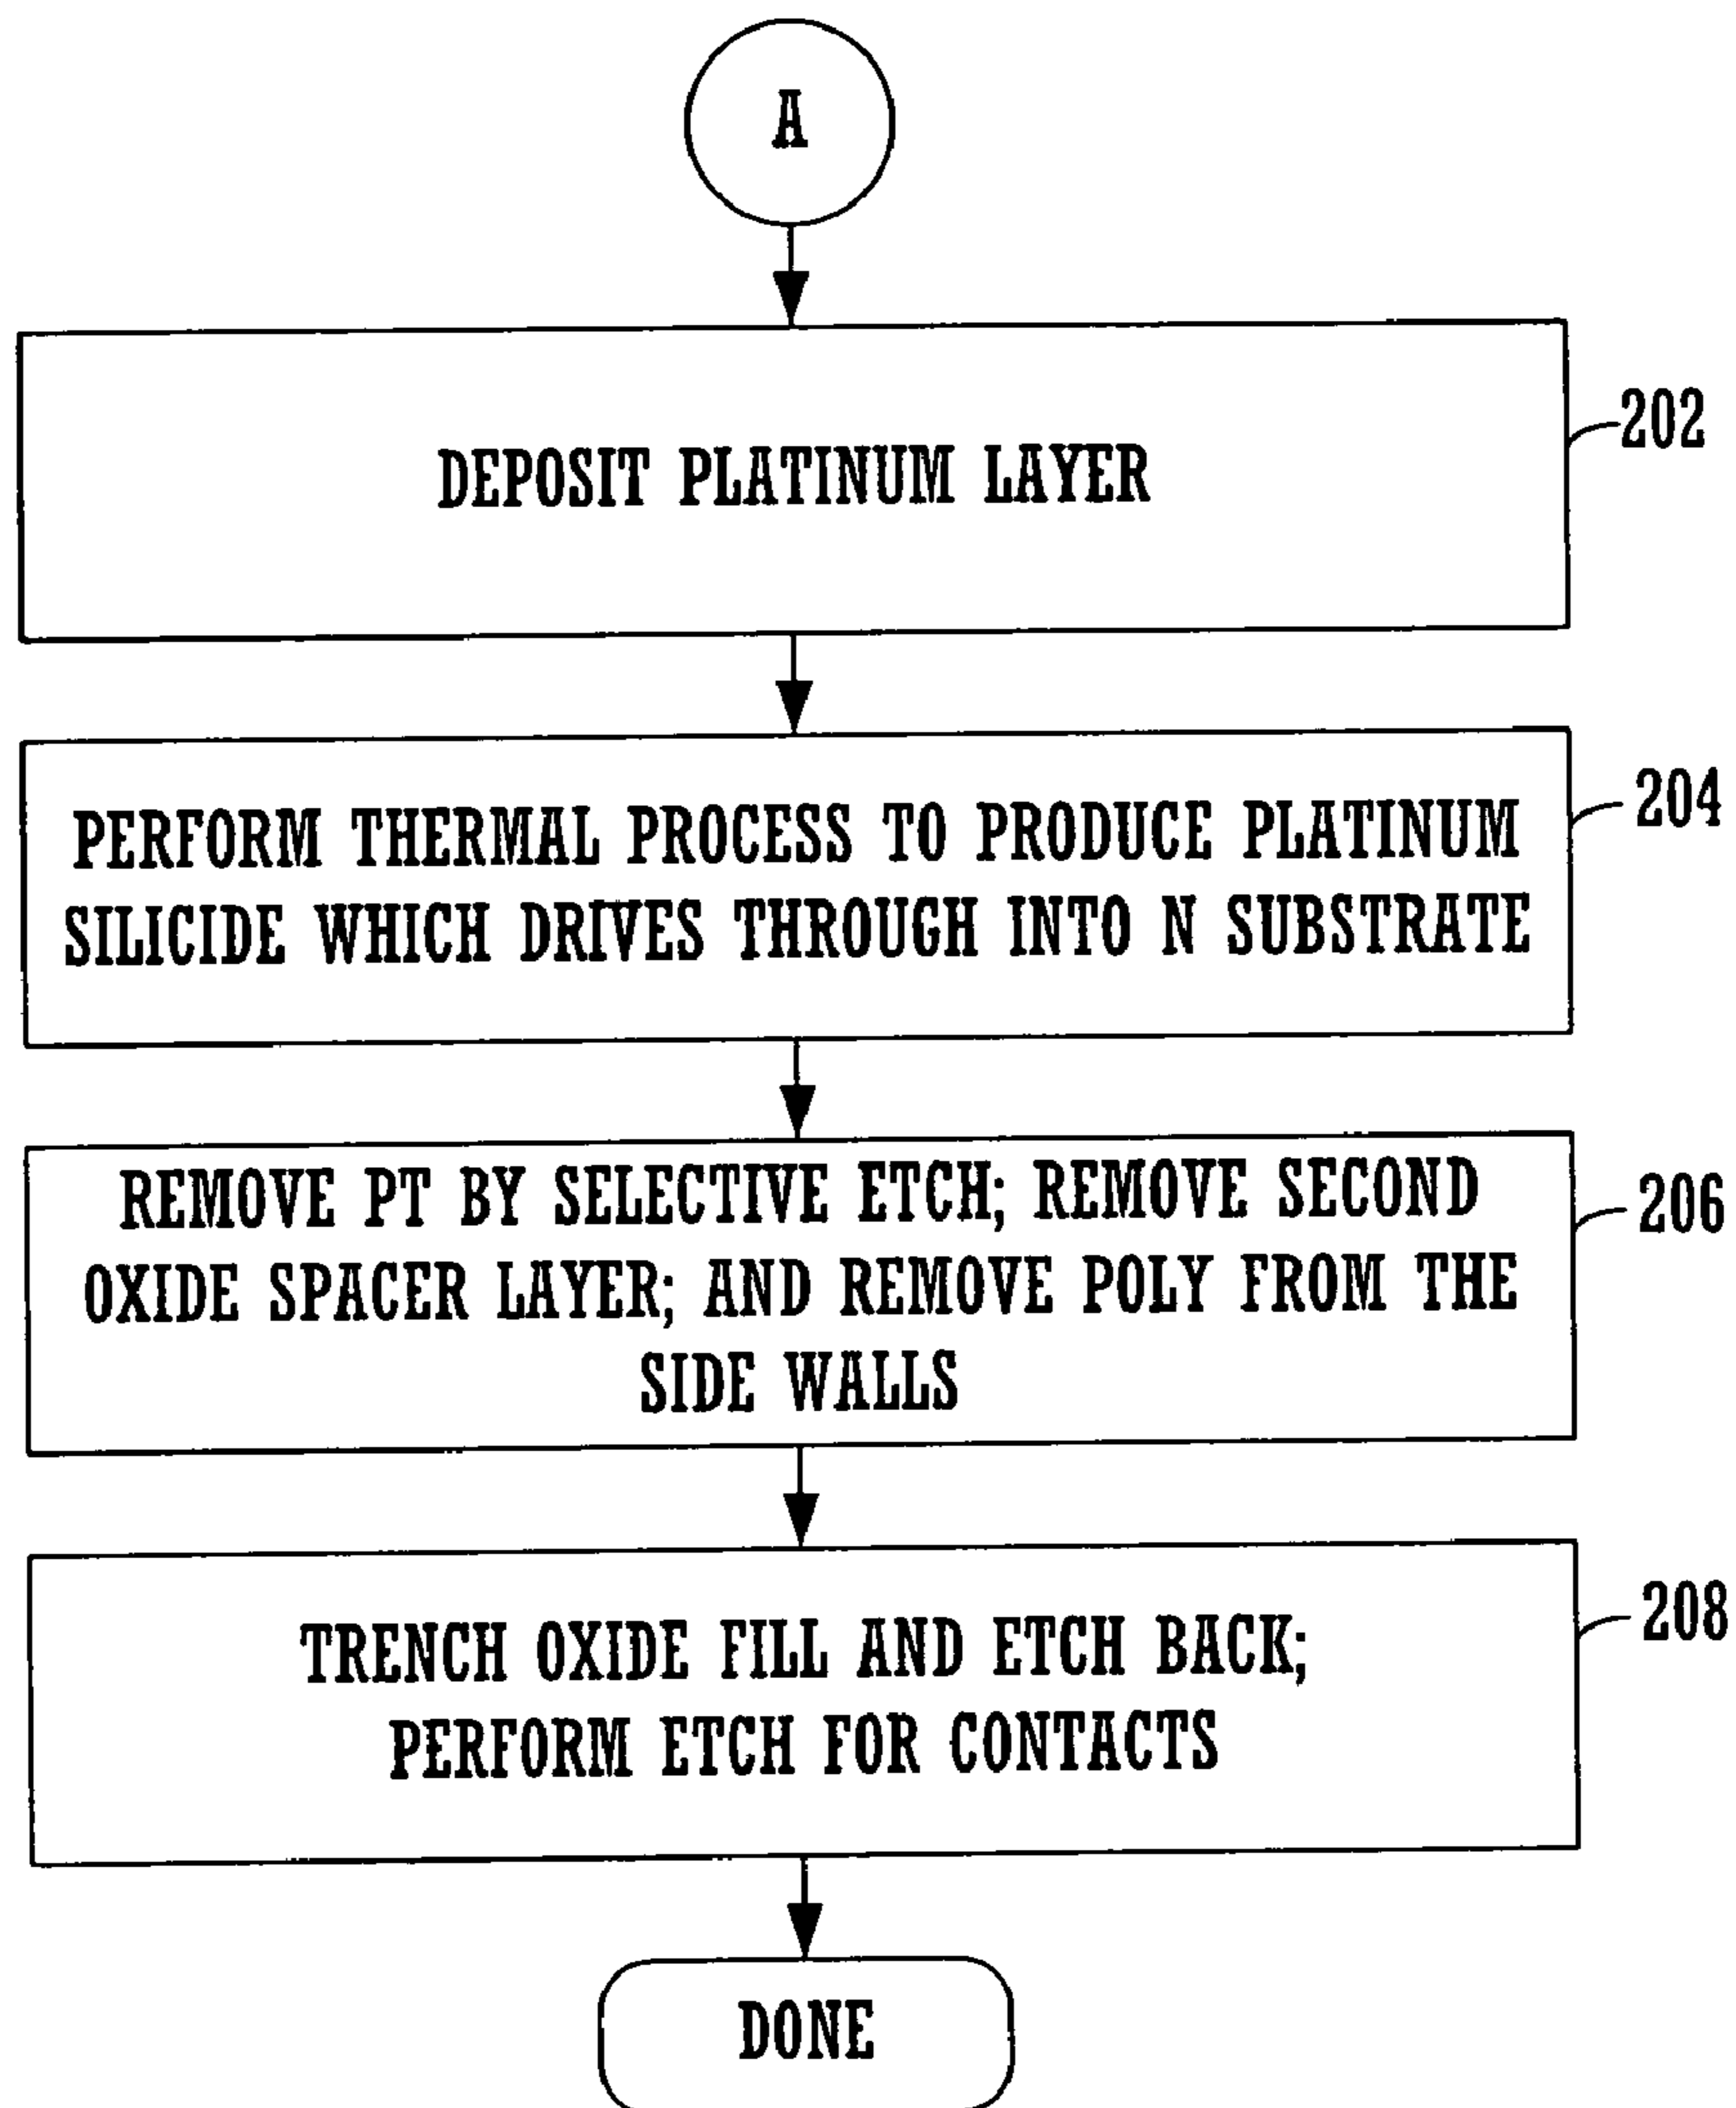 A
DEPOSIT PLATINUM LAYER
202
PERFORM THERMAL PROCESS TO PRODUCE PLATINUM
SILICIDE WHICH DRIVES THROUGH INTO N SUBSTRATE
204
REMOVE PT BY SELECTIVE ETCH; REMOVE SECOND
OXIDE SPACER LAYER; AND REMOVE POLY FROM THE
SIDE WALLS
206
TRENCH OXIDE FILL AND ETCH BACK;
PERFORM ETCH FOR CONTACTS
208
DONE